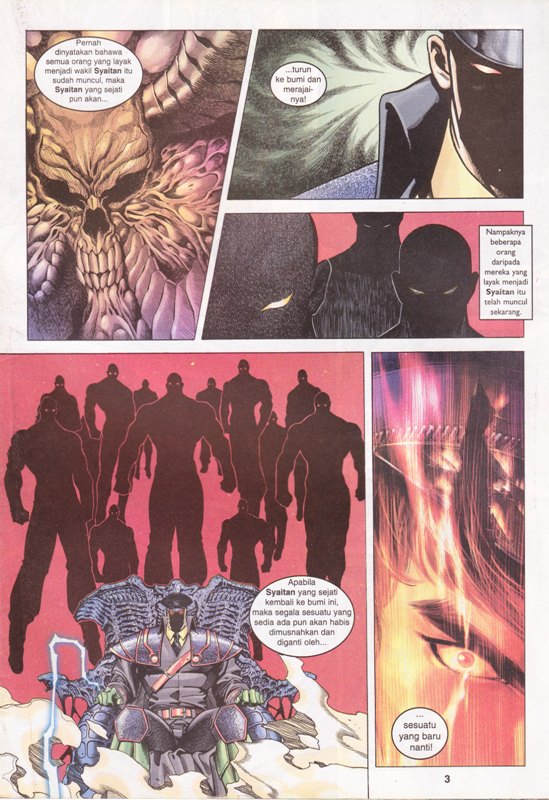 Pernah
dinyatakan bahawa
semua orang yang layak
menjadi wakil Syaitan itu
sudah muncul, maka
Syaitan yang sejati
pun akan...
...turun
ke bumi dan
merajai-
nya!
Nampaknya
beberapa
orang
daripada
mereka yang
layak menjadi
Syaitan itu
telah muncul
sekarang.
Apabila
Syaitan yang sejati
kembali ke bumi ini,
maka segala sesuatu yang
sedia ada pun akan habis
dimusnahkan dan
diganti oleh...
...
sesuatu
yang baru
nanti!
3